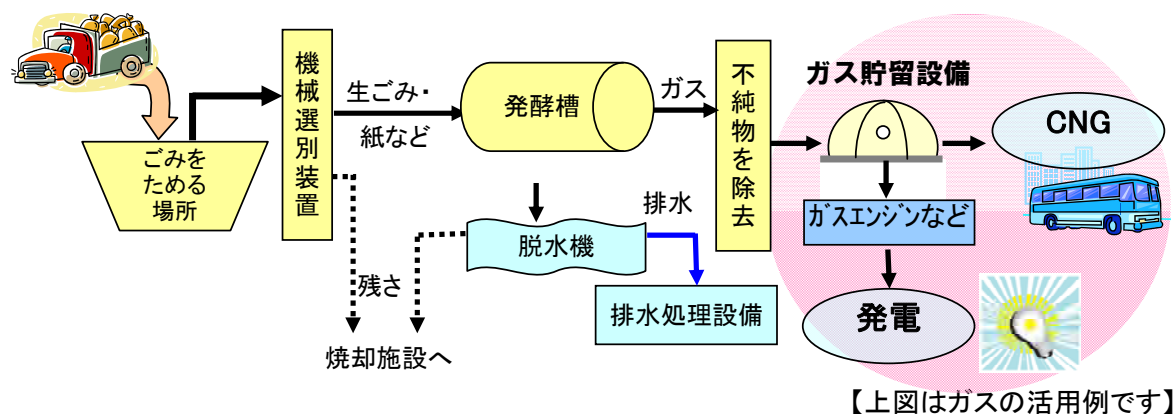 ごみを
ためる
場所
機械選別装置
生ごみ・
紙など
発酵槽
ガス
不純物を除去
ガス貯留設備
CNG
ガスエンジンなど
発電
脱水機
排水
排水処理設備
残さ
焼却施設へ
【上図はガスの活用例です】